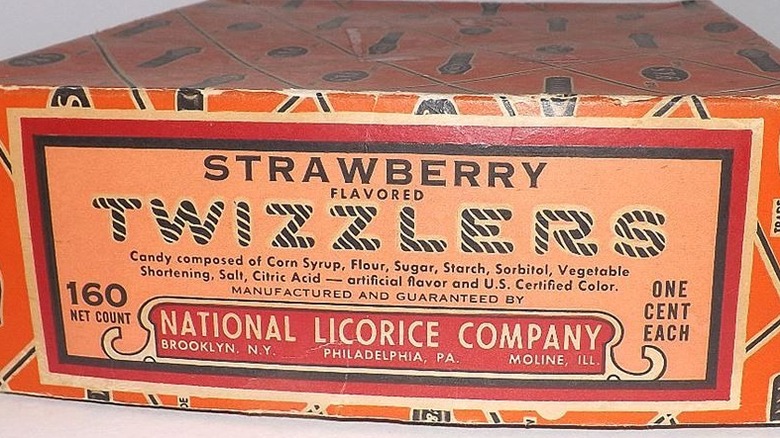 STRAWBERRY
FLAVORED
TWIZZLERS
Candy composed of Corn Syrup, Flour, Sugar, Starch, Sorbitol, Vegetable
Shortening, Salt, Citric Acid — artificial flavor and U.S. Certified Color.
MANUFACTURED AND GUARANTEED BY
160
NET COUNT
ONE
CENT
EACH
NATIONAL LICORICE COMPANY
BROOKLYN, N.Y. PHILADELPHIA, PA. MOLINE, ILL.